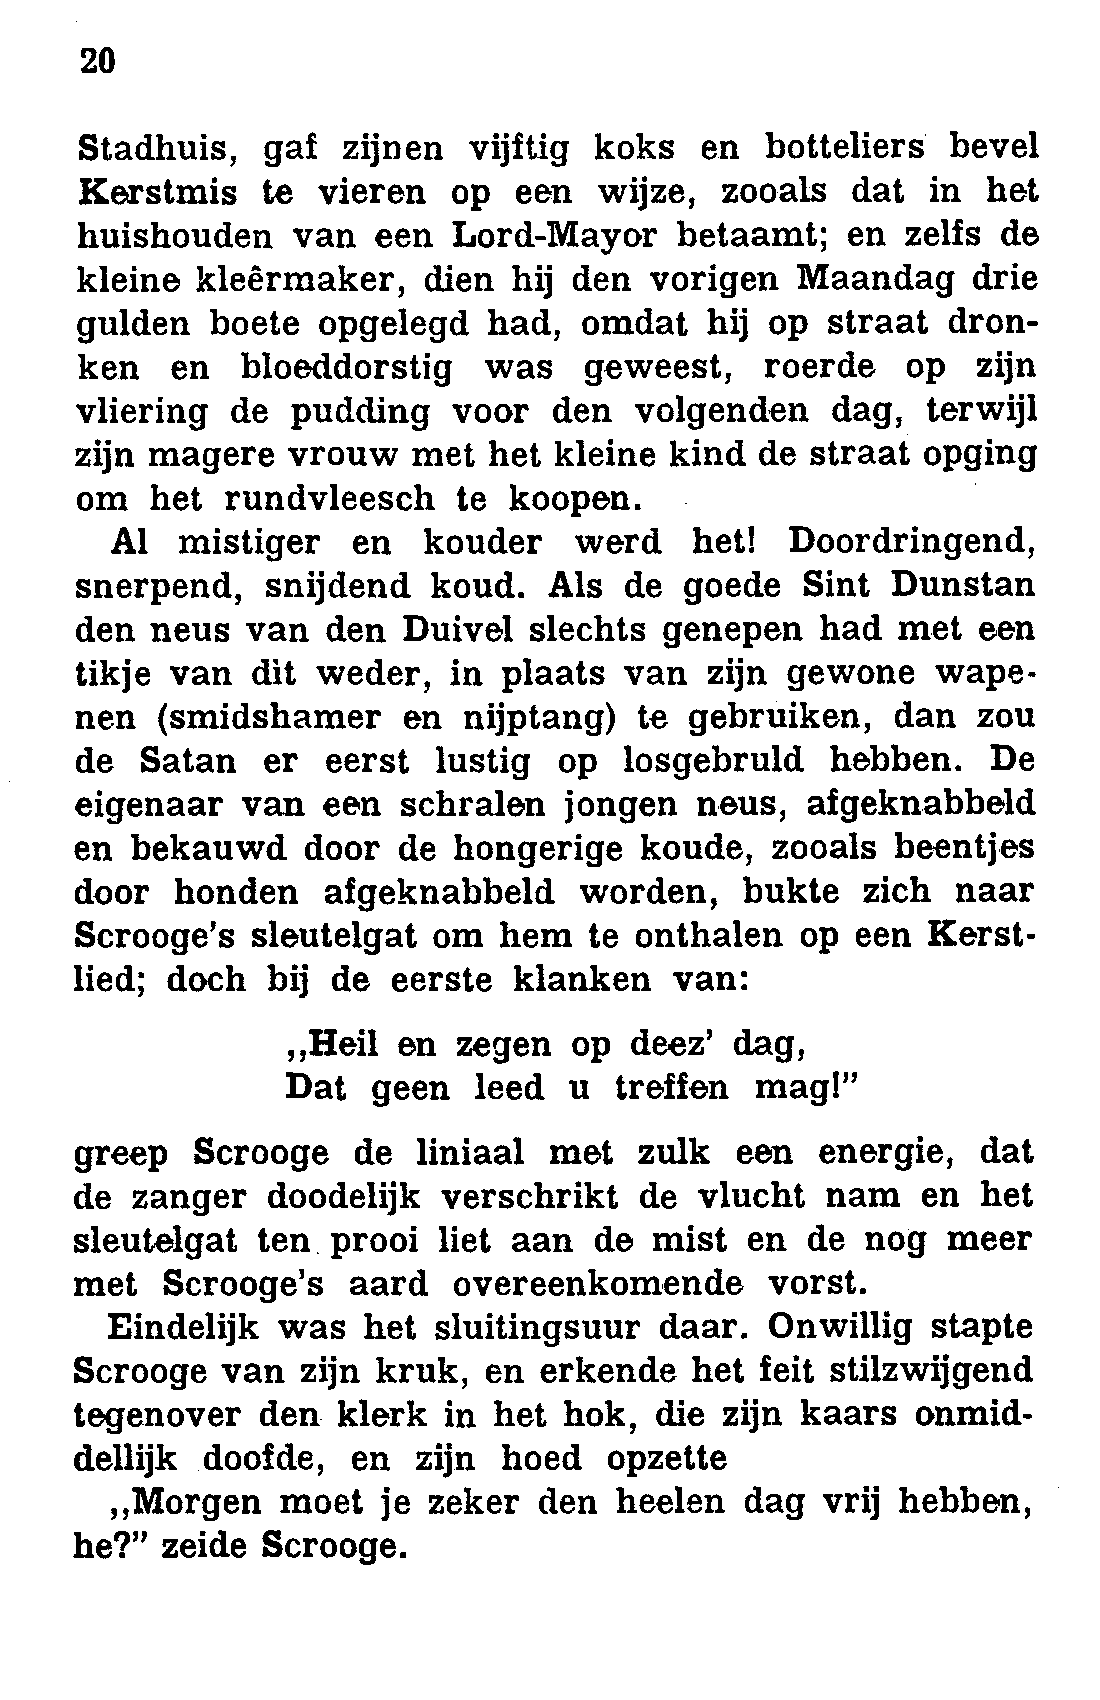 20
Stadhuis, gaf zijnen vijftig koks en botteliers bevel
Kerstmis te vieren op een wijze, zooals dat in het
huishouden van een Lord-Mayor betaamt; en zelfs de
kleine kleêrmaker, dien hij den vorigen Maandag drie
gulden boete opgelegd had, omdat hij op straat dron-
ken en bloeddorstig was geweest, roerde op zijn
vliering de pudding voor den volgenden dag, terwijl
zijn magere vrouw met het kleine kind de straat opging
om het rundvleesch te koopen.
Al mistiger en kouder werd het! Doordringend,
snerpend, snijdend koud. Als de goede Sint Dunstan
den neus van den Duivel slechts genepen had met een
tikje van dit weder, in plaats van zijn gewone wape-
nen (smidshamer en nijptang) te gebruiken, dan zou
de Satan er eerst lustig op losgebruld hebben. De
eigenaar van een schralen jongen neus, afgeknabbeld
en bekauwd door de hongerige koude, zooals beentjes
door honden afgeknabbeld worden, bukte zich naar
Scrooge's sleutelgat om hem te onthalen op een Kerst-
lied; doch bij de eerste klanken van:
,,Heil en zegen op deez' dag,
Dat geen leed u treffen mag!”
greep Scrooge de liniaal met zulk een energie, dat
de zanger doodelijk verschrikt de vlucht nam en het
sleutelgat ten prooi liet aan de mist en de nog meer
met Scrooge's aard overeenkomende vorst.
Eindelijk was het sluitingsuur daar. Onwillig stapte
Scrooge van zijn kruk, en erkende het feit stilzwijgend
tegenover den klerk in het hok, die zijn kaars onmid-
dellijk doofde, en zijn hoed opzette
,,Morgen moet je zeker den heelen dag vrij hebben,
he?” zeide Scrooge.